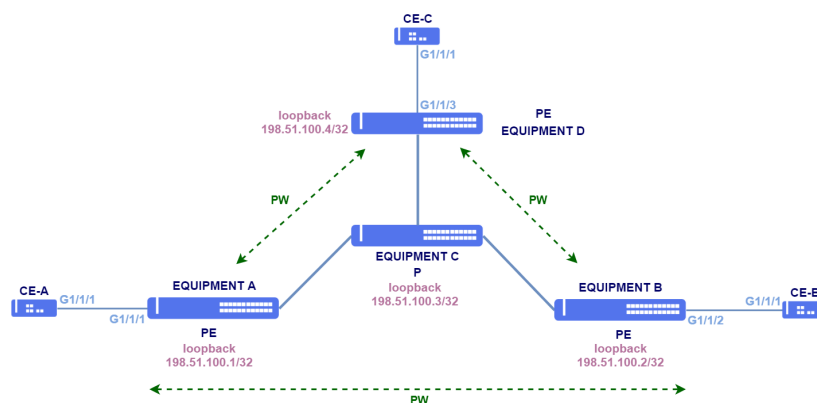 CE-C
G1/1/1
G1/1/3
loopback
198.51.100.4/32
PE
EQUIPMENT D
PW
PW
EQUIPMENT C
P
loopback
198.51.100.3/32
CE-A
G1/1/1
G1/1/1
EQUIPMENT A
PE
loopback
198.51.100.1/32
EQUIPMENT B
PE
loopback
198.51.100.2/32
G1/1/1
CE-B
G1/1/2
PW